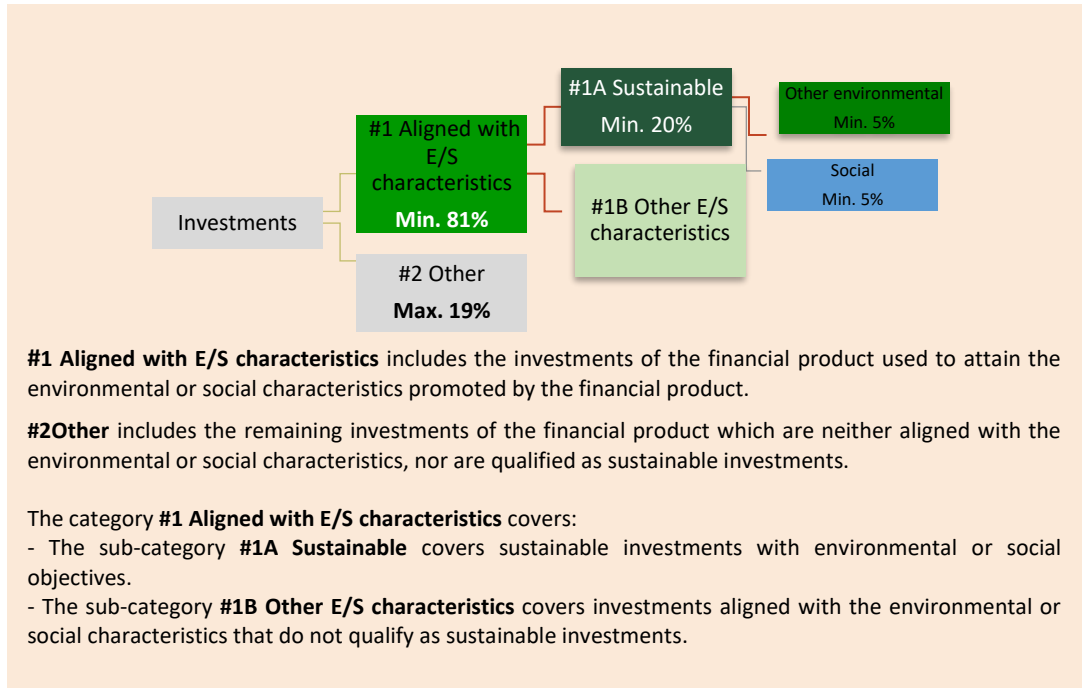 #1A Sustainable
Min. 20%
Other environmental
Min. 5%
#1 Aligned with
E/S
characteristics
Min. 81%
Social
Min. 5%
Investments
#1B Other E/S
characteristics
#2 Other
Max. 19%
#1 Aligned with E/S characteristics includes the investments of the financial product used to attain the
environmental or social characteristics promoted by the financial product.
#2Other includes the remaining investments of the financial product which are neither aligned with the
environmental or social characteristics, nor are qualified as sustainable investments.
The category #1 Aligned with E/S characteristics covers:
- The sub-category #1A Sustainable covers sustainable investments with environmental or social
objectives.
- The sub-category #1B Other E/S characteristics covers investments aligned with the environmental or
social characteristics that do not qualify as sustainable investments.